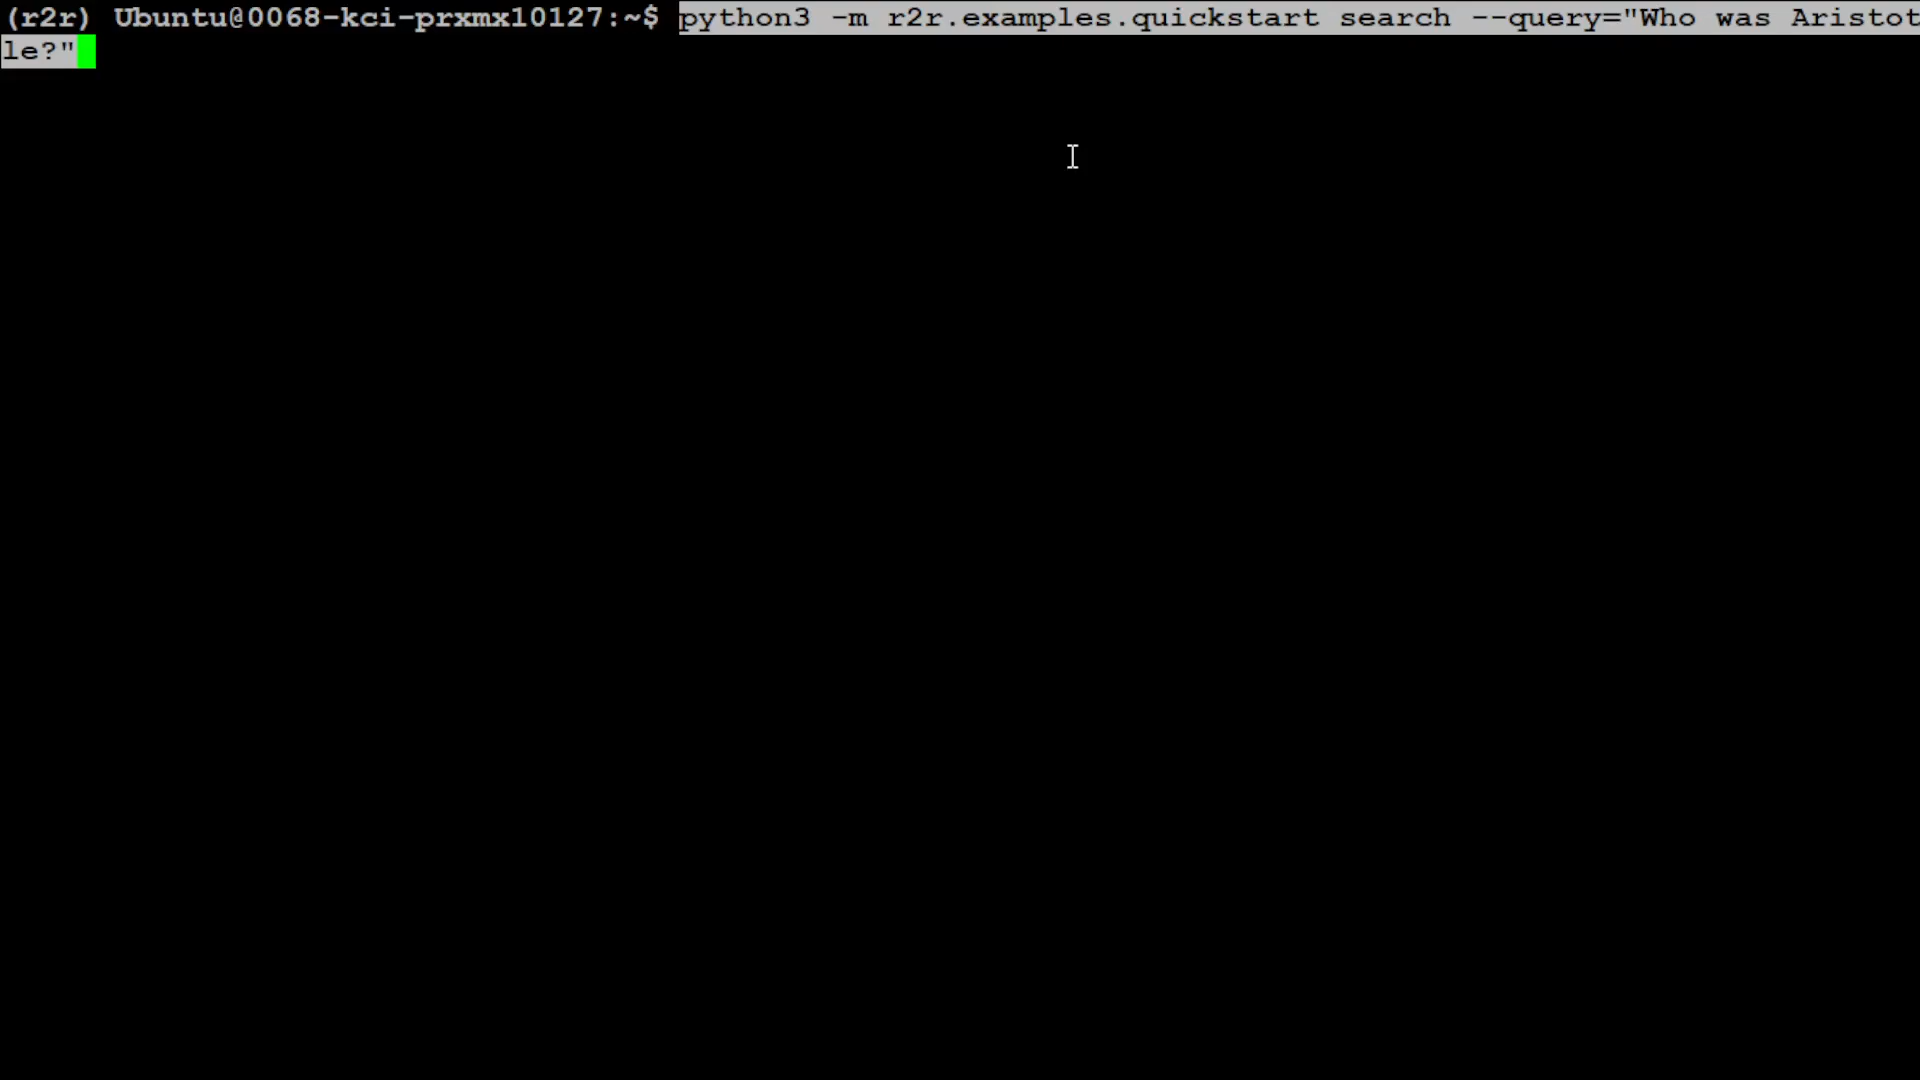 (r2r) Ubuntu@0068-kci-prxmx10127:~$ python3 -m r2r.examples.quickstart search --query="Who was Aristot
le?"